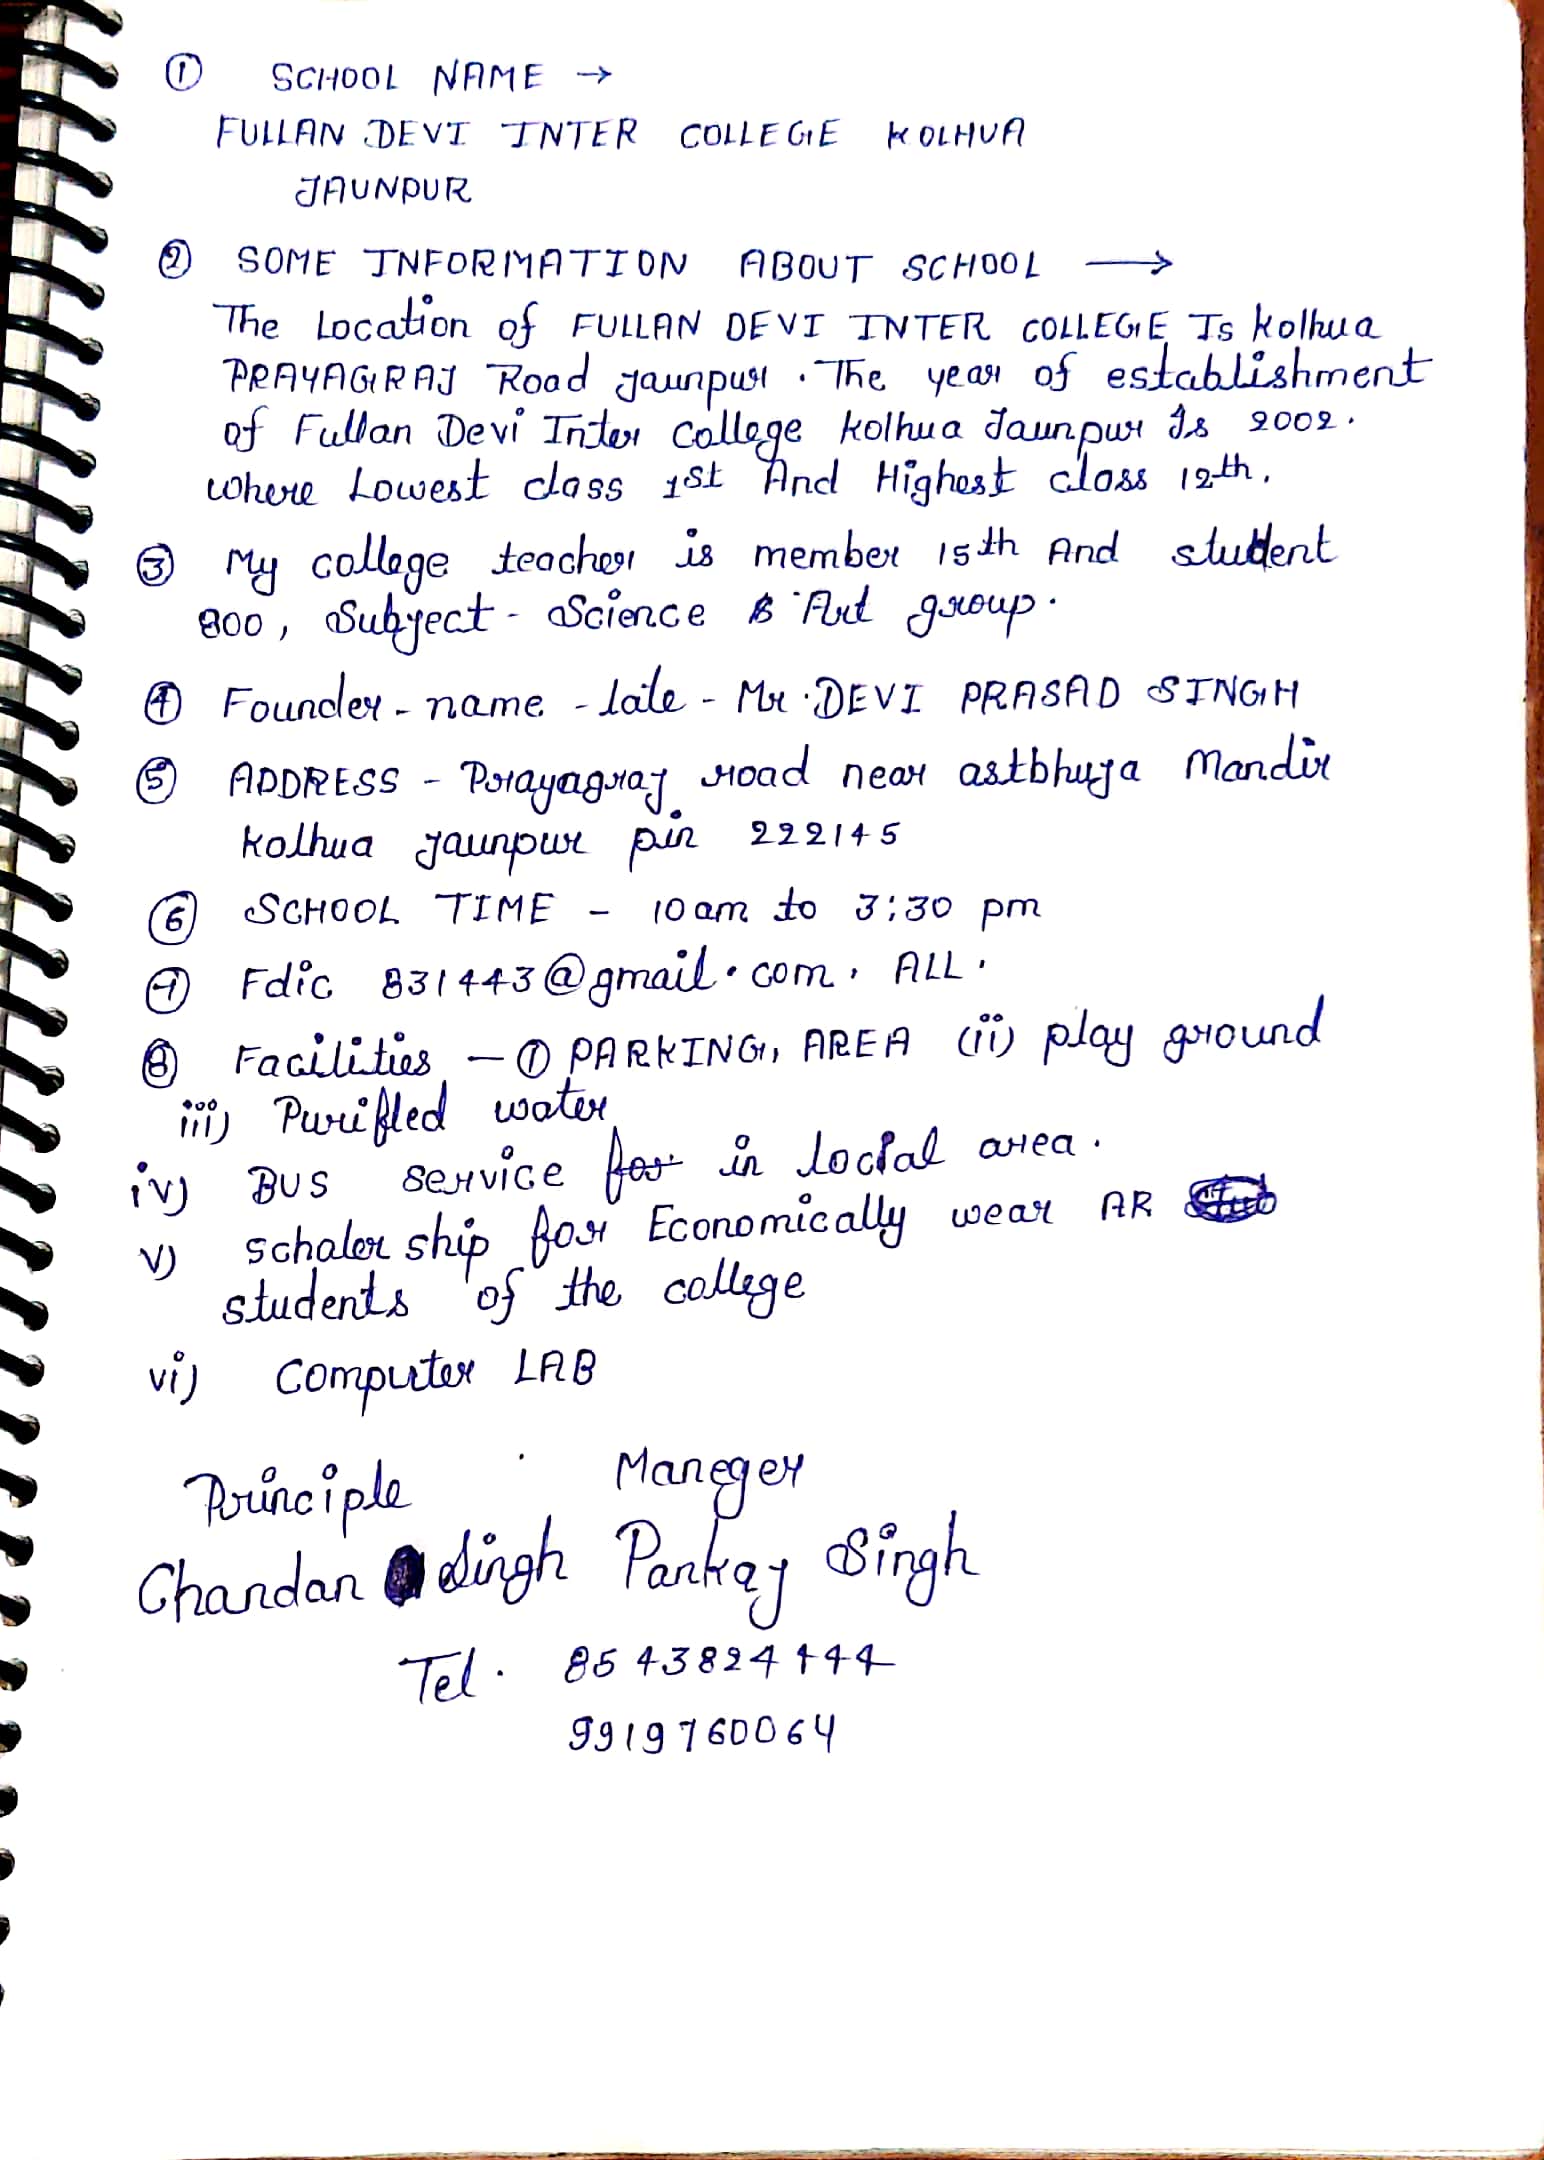 ① SCHOOL NAME →
FULLAN DEVI INTER COLLEGE KOLHUA
JAUNPUR
② SOME INFORMATION ABOUT SCHOOL →
The Location of FULLAN DEVI INTER COLLEGE Is Kolhua
PRAYAGRAJ Road Jaunpur. The year of establishment
of Fullan Devi Inter College Kolhua Jaunpur Is 2002.
Where Lowest class 1st And Highest class 12th.
③ My college teacher is member 15th And student
800, Subject - Science & Art group.
④ Founder - name - late - Mr. DEVI PRASAD SINGH
⑤ ADDRESS - Prayagraj road near astbhuja Mandir
Kolhua Jaunpur pin 222145
⑥ SCHOOL TIME - 10 am to 3:30 pm
⑦ Fdic 831443@gmail.com. ALL.
⑧ Facilities - ① PARKING, AREA (ii) play ground
iii) Purifled water
iv) BUS service for in loclal area.
v) schaler ship for Economically wear AR
students of the college
vi) Computer LAB
Principle Maneger
Chandan Singh Pankaj Singh
Tel. 8543824444
9919760064